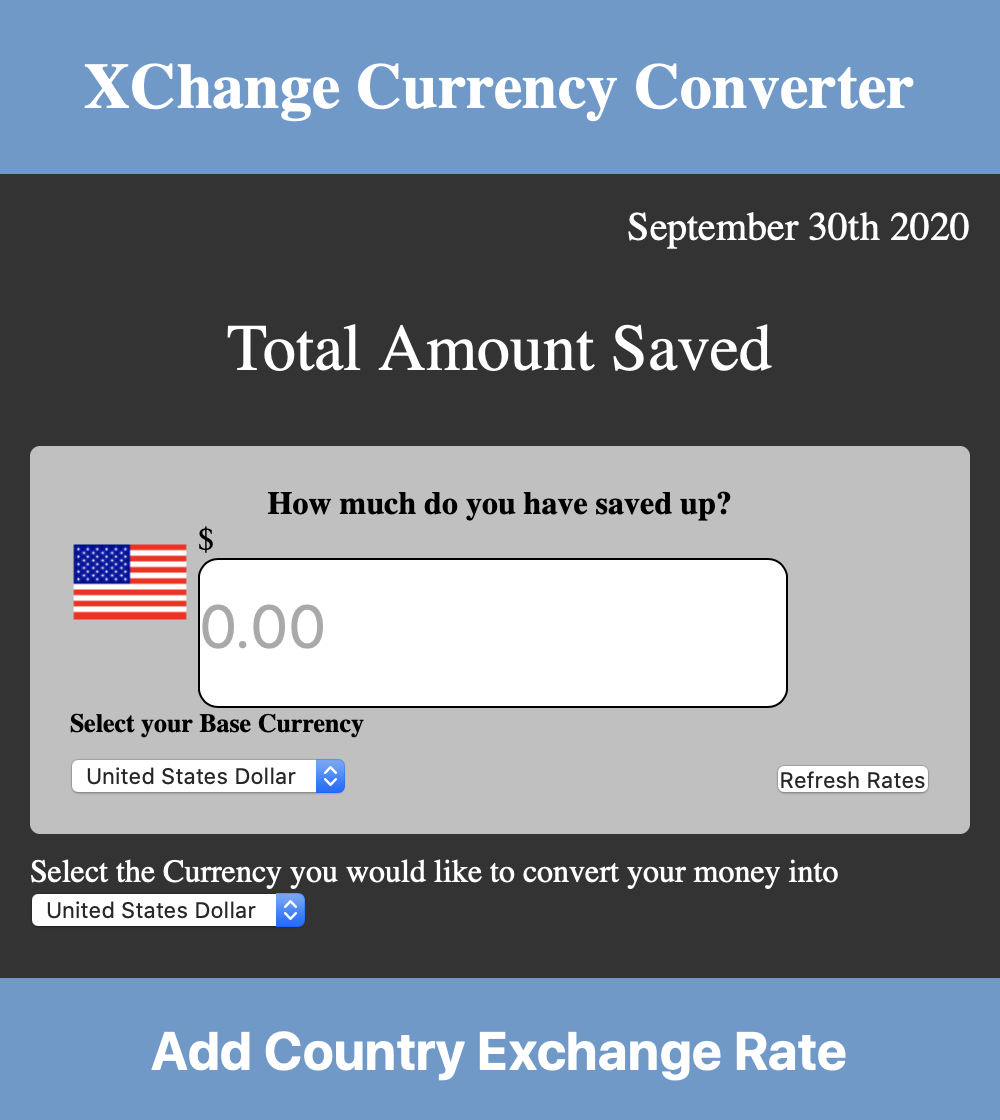 XChange Currency Converter
September 30th 2020
Total Amount Saved
How much do you have saved up?
$
0.00
Select your Base Currency
United States Dollar
Refresh Rates
Select the Currency you would like to convert your money into
United States Dollar
Add Country Exchange Rate